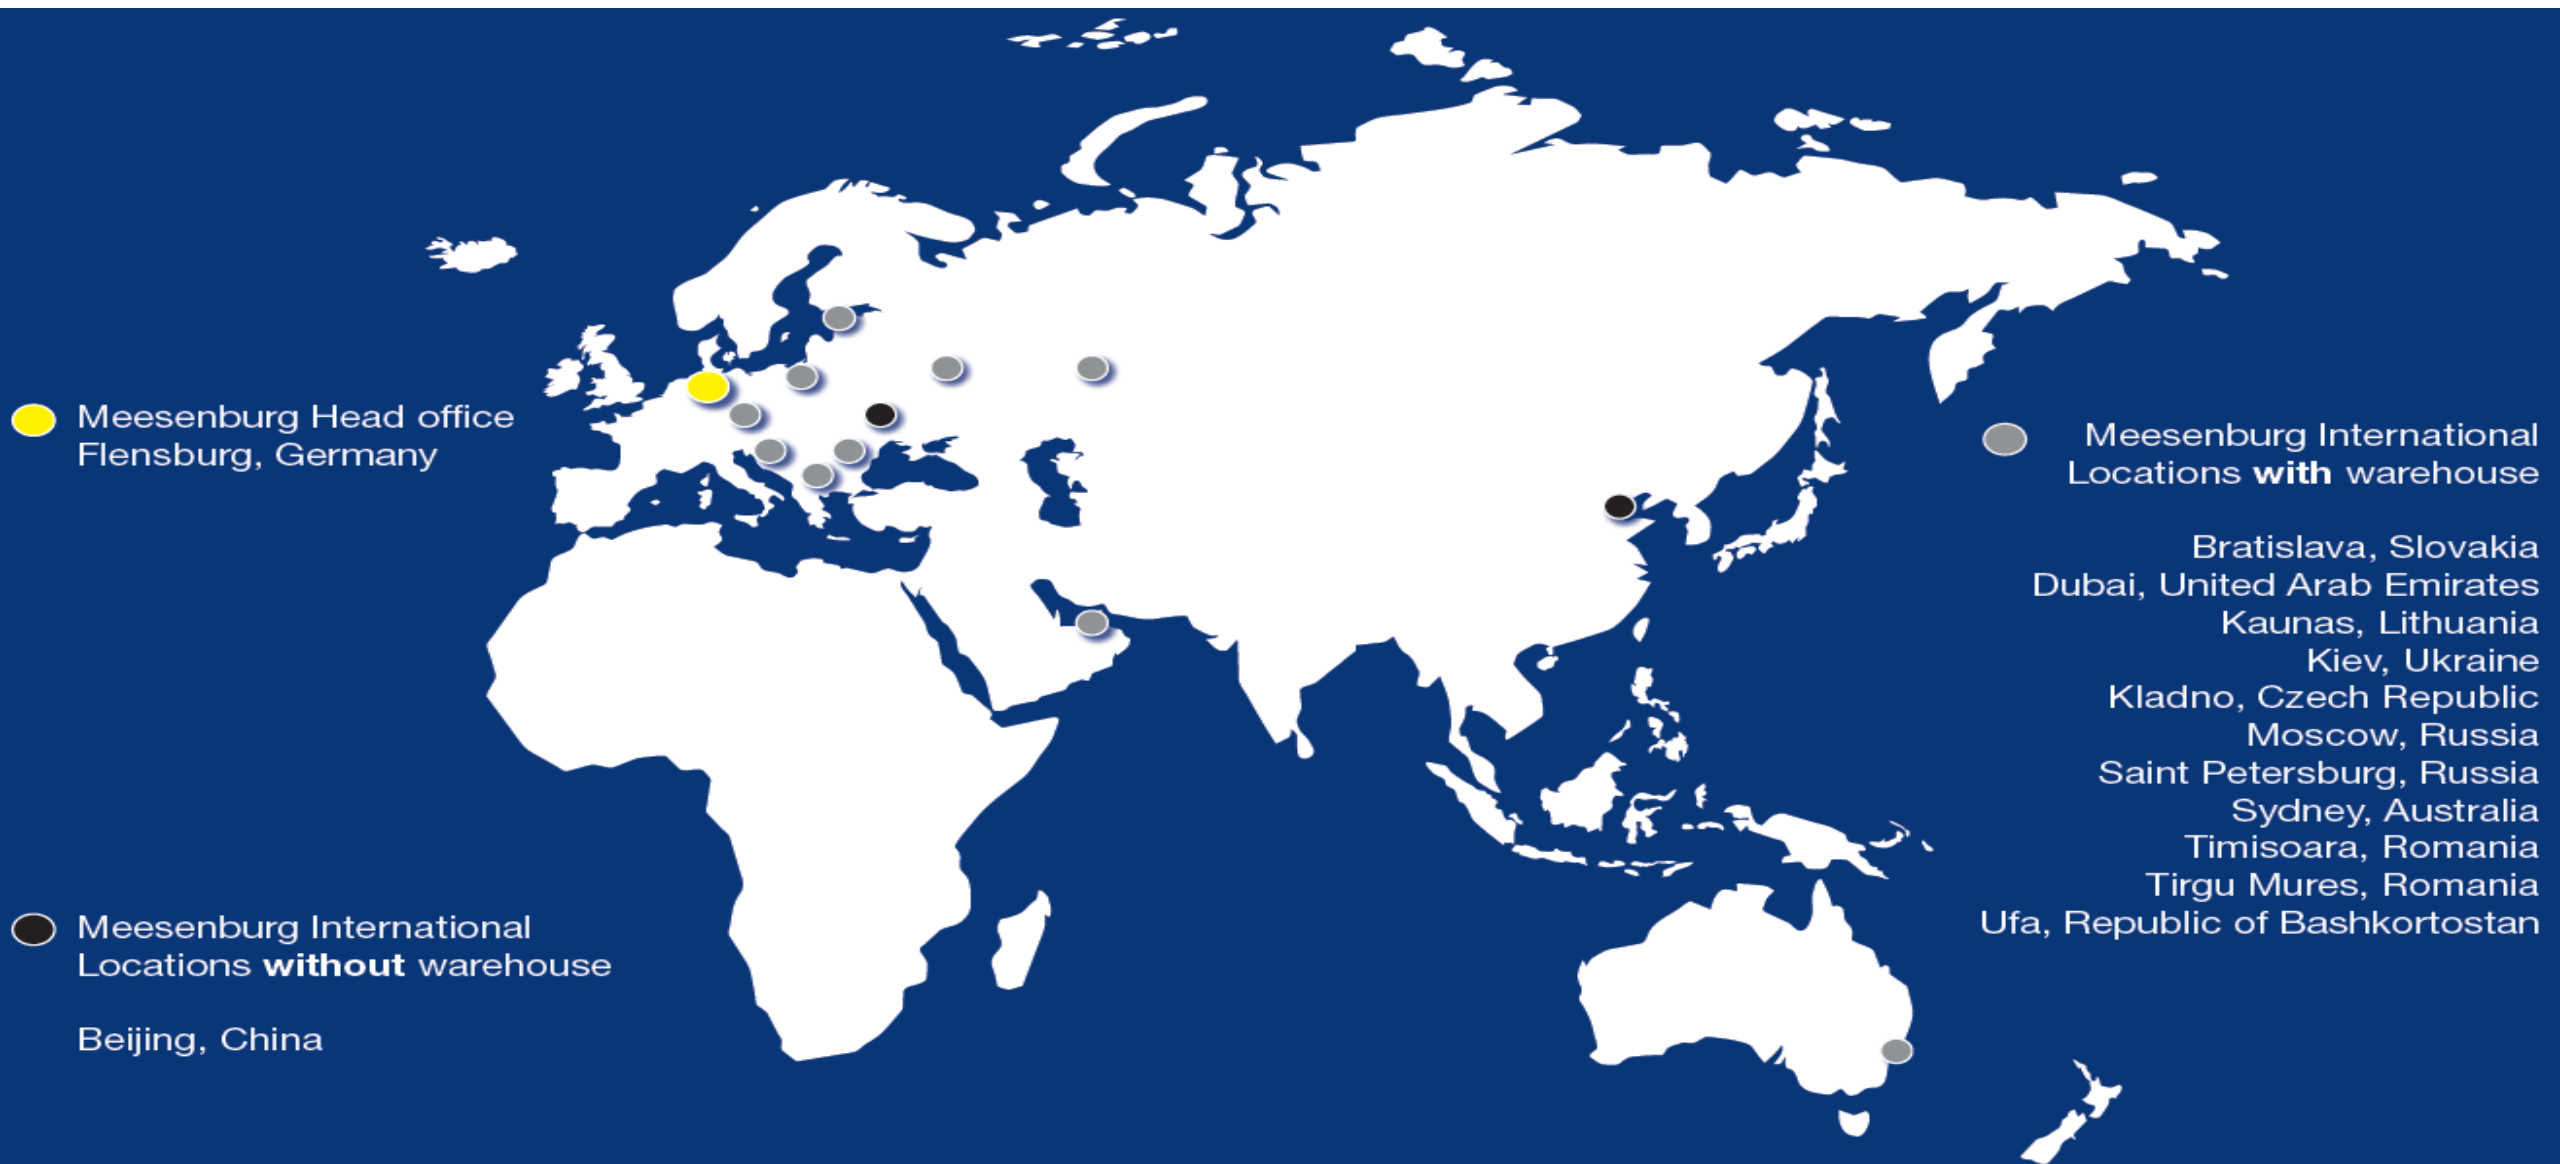 Meesenburg Head office
Flensburg, Germany
Meesenburg International
Locations without warehouse
Beijing, China
Meesenburg International
Locations with warehouse
Bratislava, Slovakia
Dubai, United Arab Emirates
Kaunas, Lithuania
Kiev, Ukraine
Kladno, Czech Republic
Moscow, Russia
Saint Petersburg, Russia
Sydney, Australia
Timisoara, Romania
Tirgu Mures, Romania
Ufa, Republic of Bashkortostan